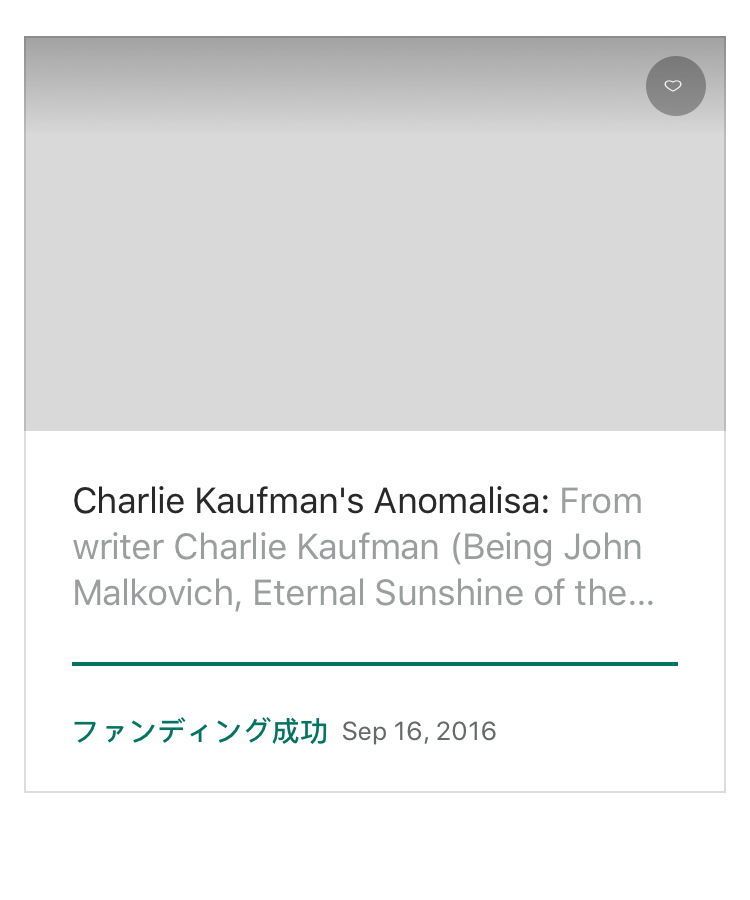 Charlie Kaufman's Anomalisa: From
writer Charlie Kaufman (Being John
Malkovich, Eternal Sunshine of the…
ファンディング成功 Sep 16, 2016